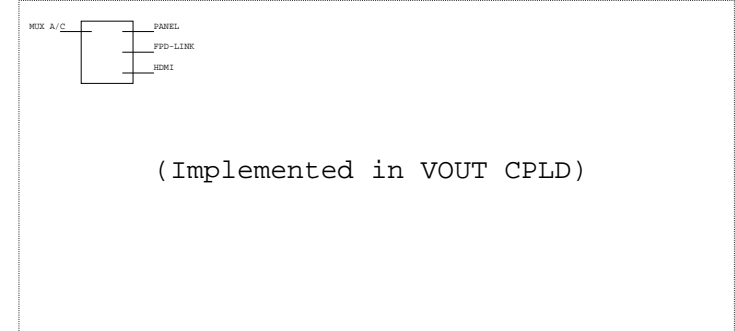 MUX A/C
PANEL
FPD-LINK
HDMI
(Implemented in VOUT CPLD)